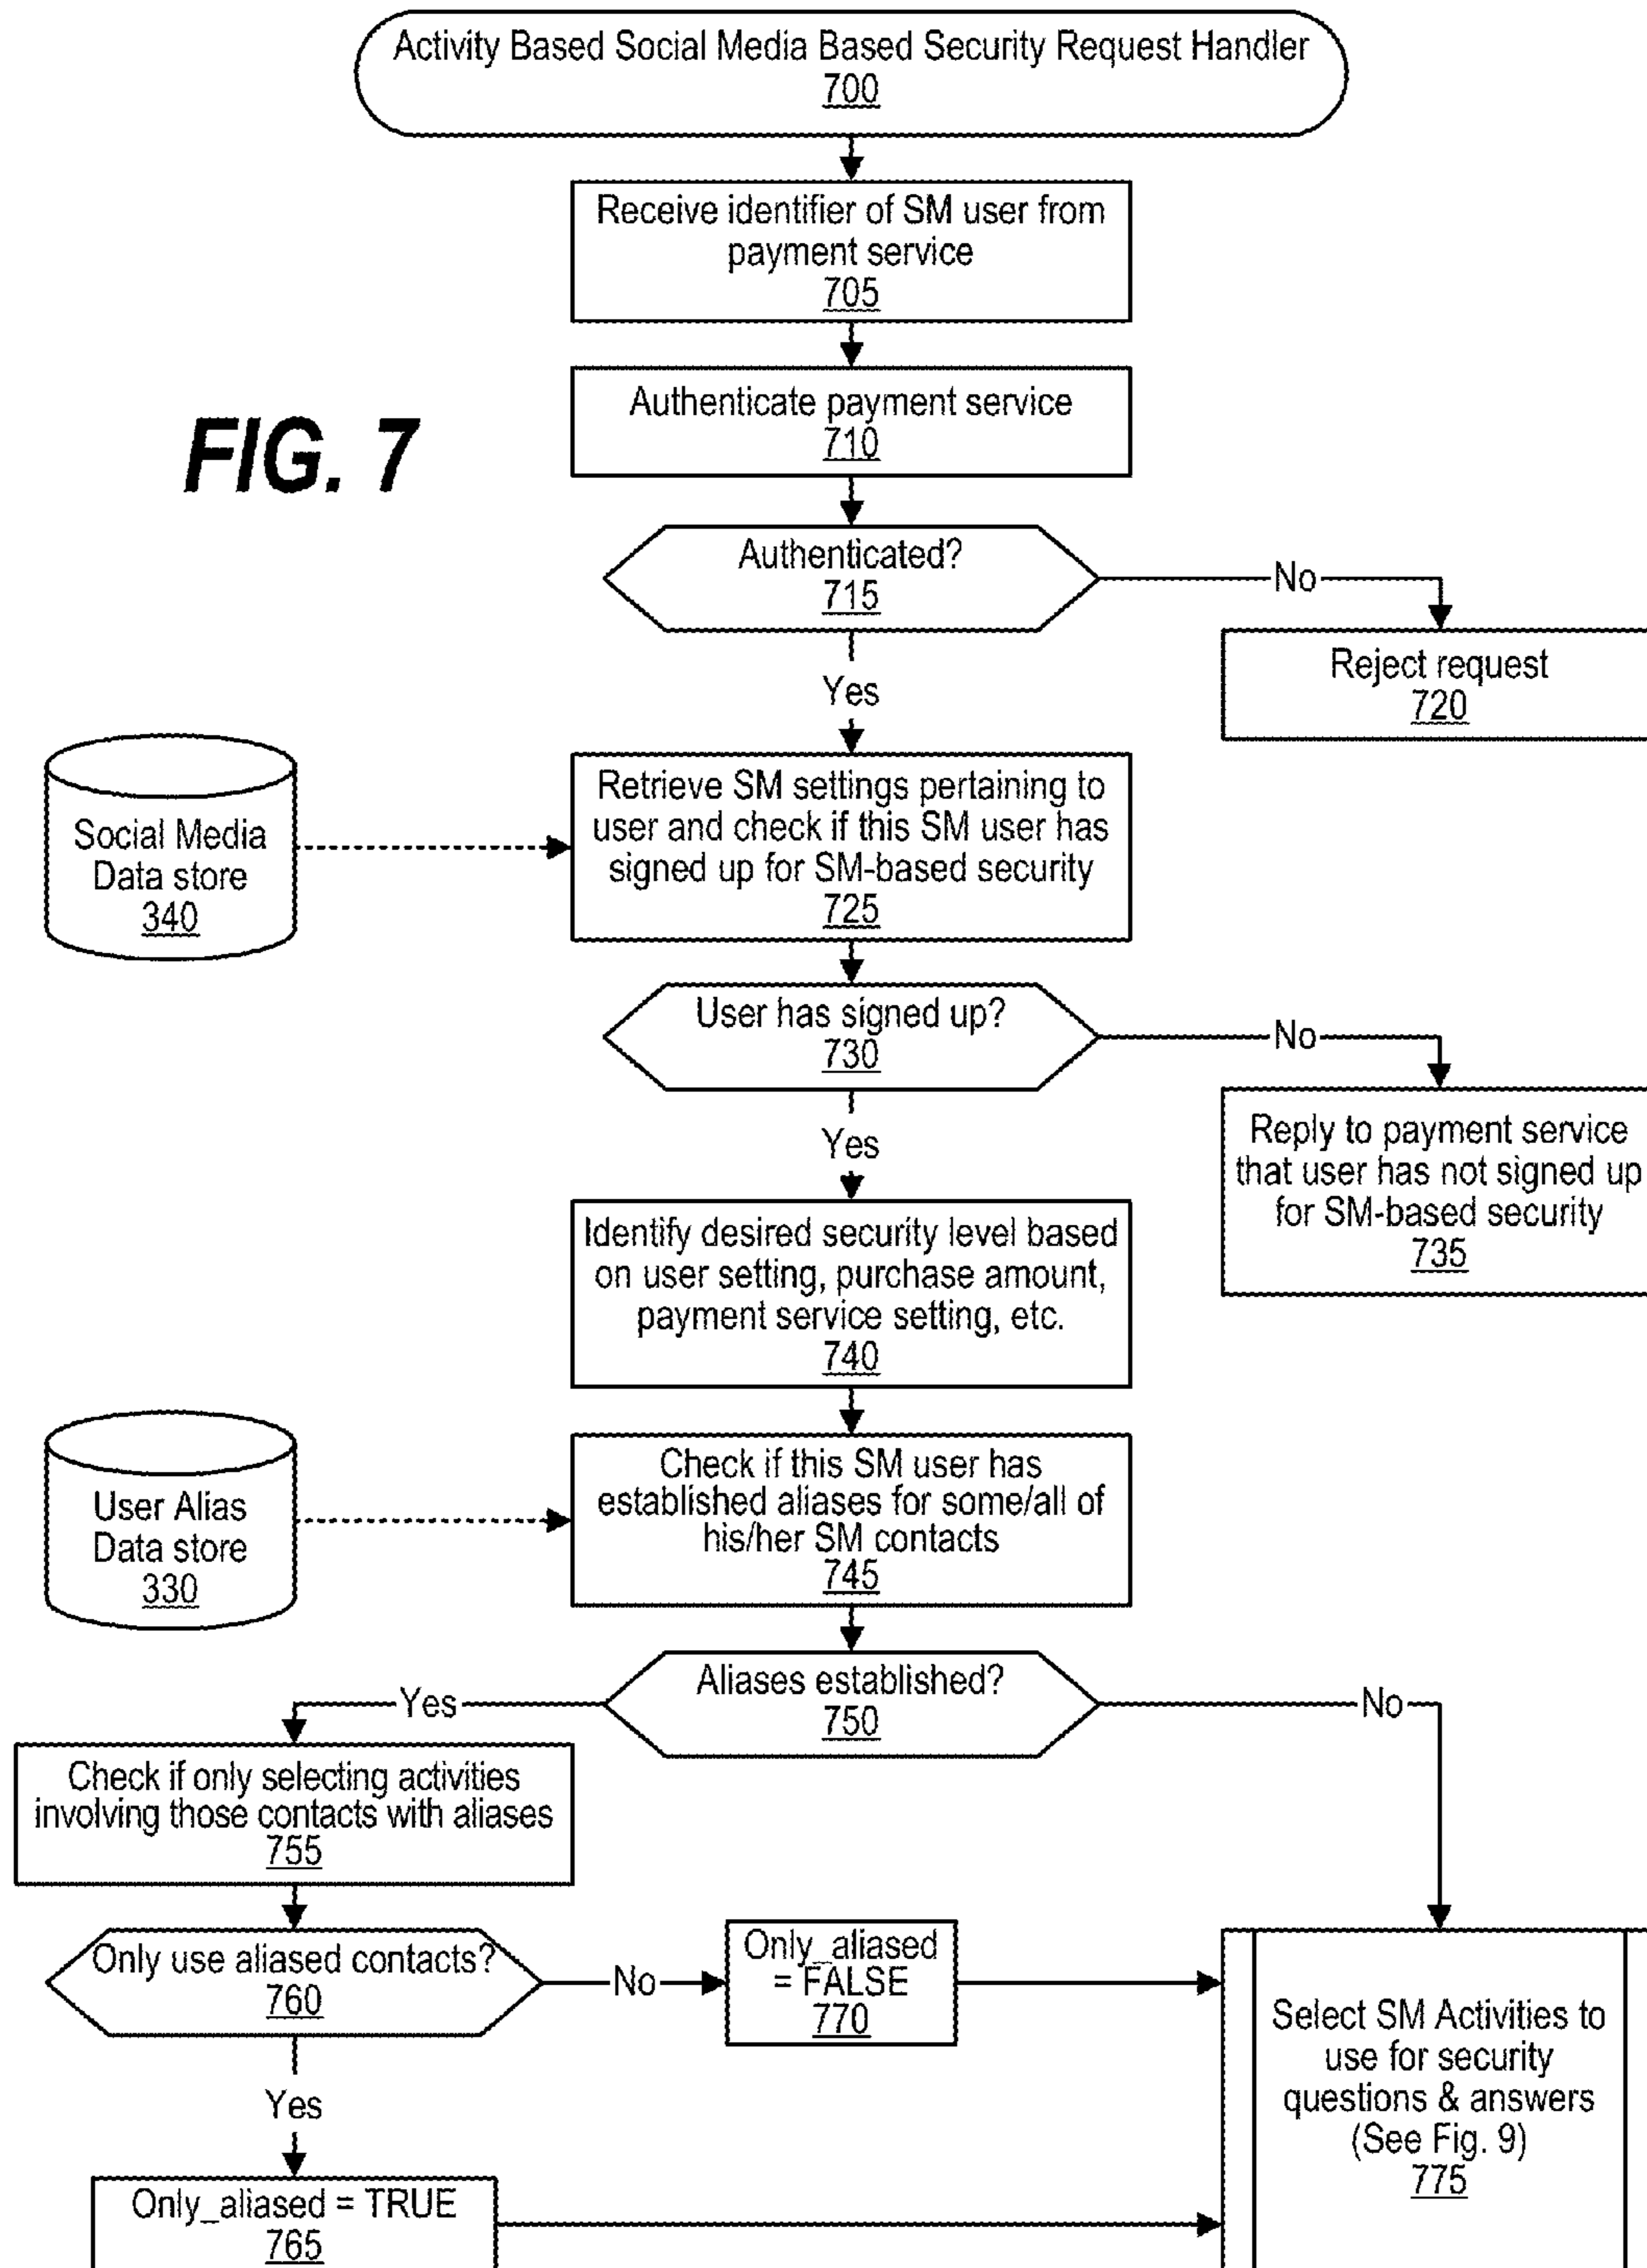 Activity Based Social Media Based Security Request Handler
700
Receive identifier of SM user from
payment service
705
FIG. 7
Authenticate payment service
710
Authenticated?
715
No
Reject request
720
Yes
Social Media
Data store
340
Retrieve SM settings pertaining to
user and check if this SM user has
signed up for SM-based security
725
User has signed up?
730
No
Reply to payment service
that user has not signed up
for SM-based security
735
Yes
Identify desired security level based
on user setting, purchase amount,
payment service setting, etc.
740
User Alias
Data store
330
Check if this SM user has
established aliases for some/all of
his/her SM contacts
745
Aliases established?
750
Yes
No
Check if only selecting activities
involving those contacts with aliases
755
Only use aliased contacts?
760
No
Only_aliased
= FALSE
770
Yes
Only_aliased = TRUE
765
Select SM Activities to
use for security
questions & answers
(See Fig. 9)
775